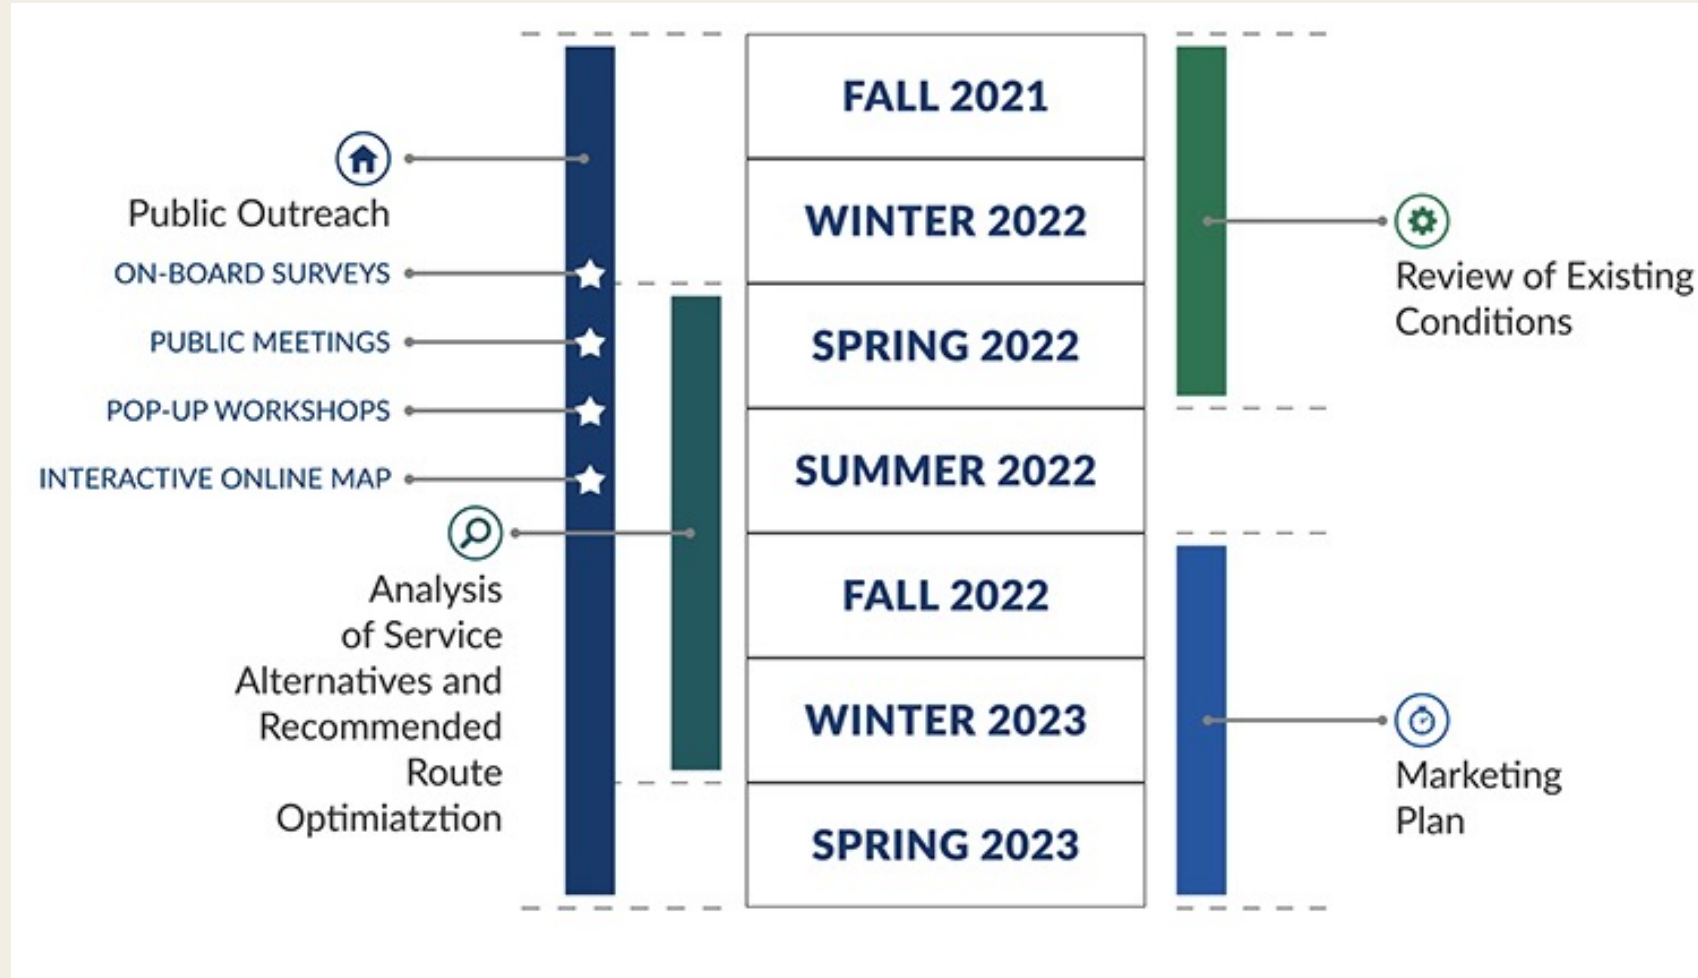 Public Outreach
ON-BOARD SURVEYS
PUBLIC MEETINGS
POP-UP WORKSHOPS
INTERACTIVE ONLINE MAP
Analysis
of Service
Alternatives and
Recommended
Route
Optimiatztion
FALL 2021
WINTER 2022
SPRING 2022
SUMMER 2022
FALL 2022
WINTER 2023
SPRING 2023
Review of Existing
Conditions
Marketing
Plan